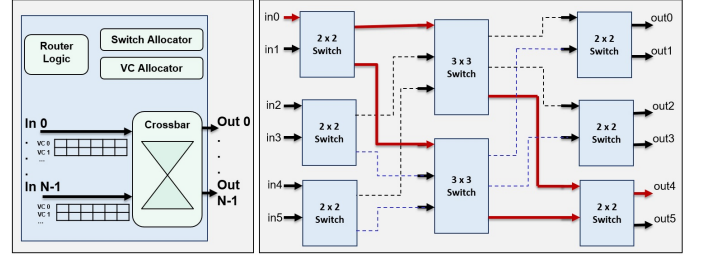 Router
Logic
Switch Allocator
VC Allocator
In 0
VC 0
VC 1
...
.
.
.
In N-1
VC 0
VC 1
...
Crossbar
Out 0
.
.
.
Out
N-1
in0
in1
in2
in3
in4
in5
2 x 2
Switch
2 x 2
Switch
2 x 2
Switch
3 x 3
Switch
3 x 3
Switch
2 x 2
Switch
2 x 2
Switch
2 x 2
Switch
out0
out1
out2
out3
out4
out5